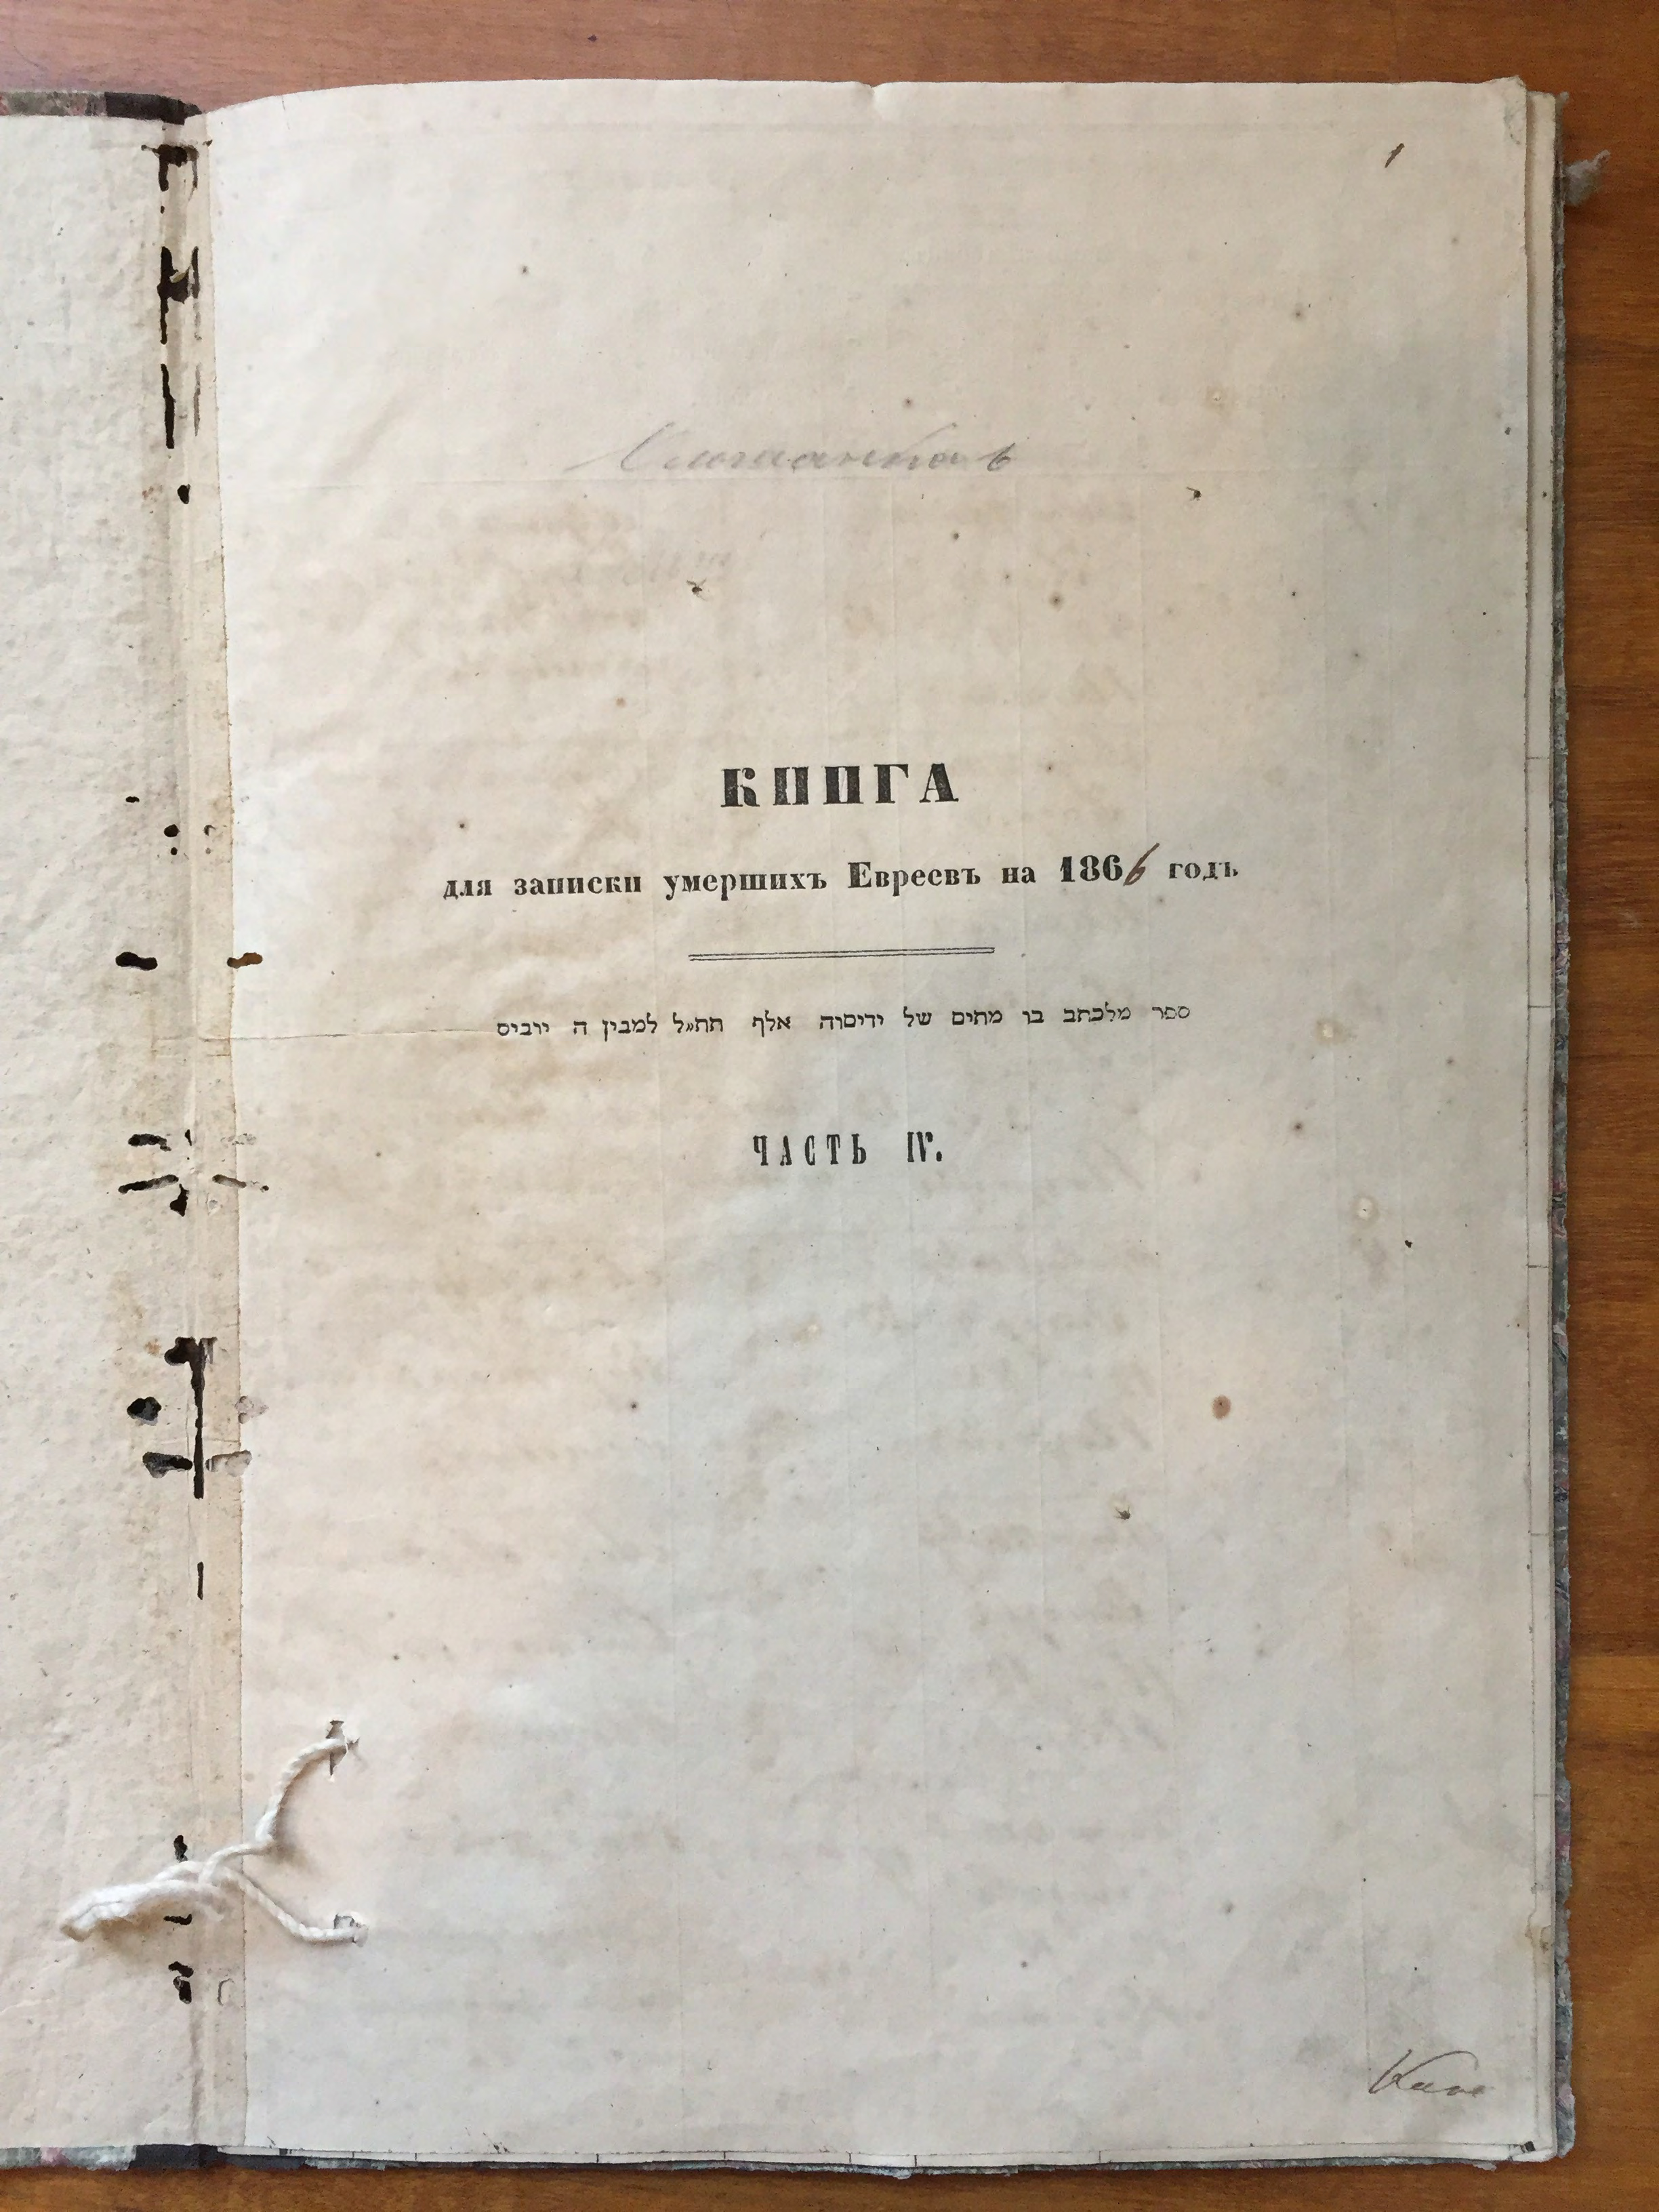 1
КНИГА
для записки умершихъ Евреевъ на 1866 годъ
ספר מלכתב בו מתים של ידיסוה אלף תת״ל למבין ה יוביס
ЧАСТЬ IV.